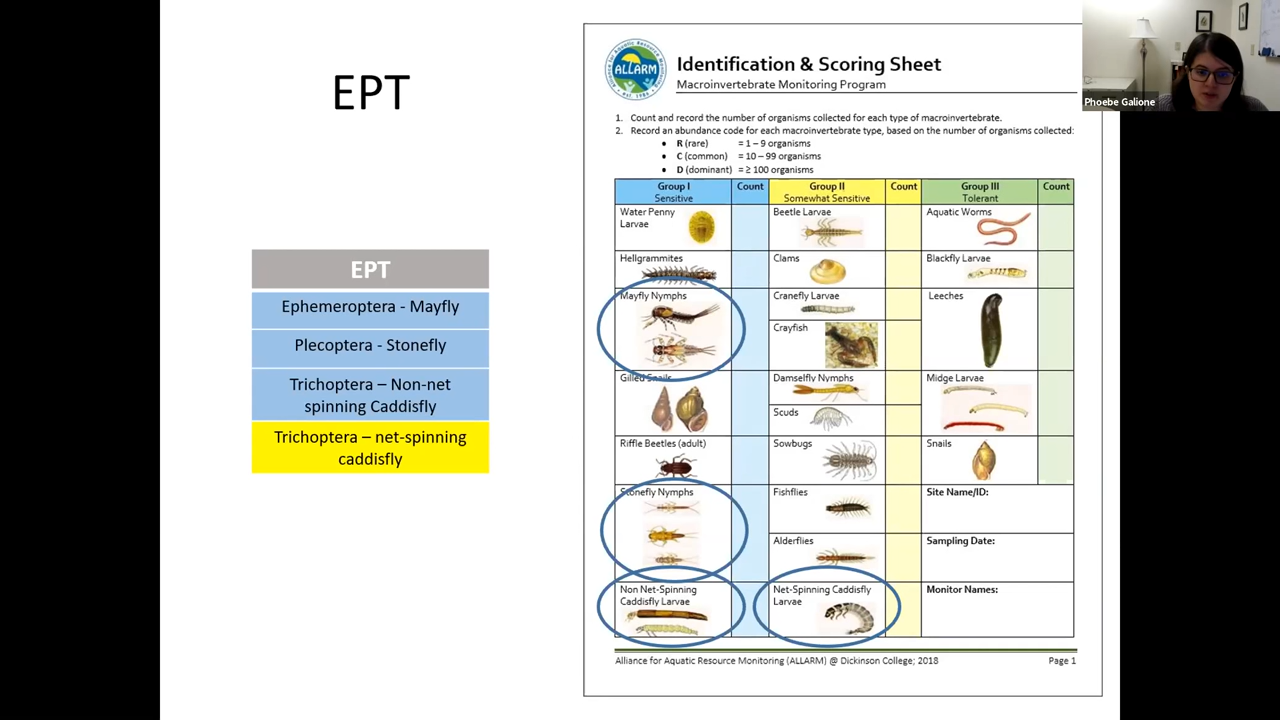 EPT
EPT
Ephemeroptera - Mayfly
Plecoptera - Stonefly
Trichoptera – Non-net
spinning Caddisfly
Trichoptera – net-spinning
caddisfly
ALLARM
Identification & Scoring Sheet
Macroinvertebrate Monitoring Program
1. Count and record the number of organisms collected for each type of macroinvertebrate.
2. Record an abundance code for each macroinvertebrate type, based on the number of organisms collected:
• R (rare) = 1 – 9 organisms
• C (common) = 10 – 99 organisms
• D (dominant) = ≥ 100 organisms
Group I Count Group II Count Group III Count
Sensitive Somewhat Sensitive Tolerant
Water Penny Beetle Larvae Aquatic Worms
Larvae
Hellgrammites Clams Blackfly Larvae
Mayfly Nymphs Cranefly Larvae Leeches
Crayfish
Gilled Snails Damselfly Nymphs Midge Larvae
Scuds
Riffle Beetles (adult) Sowbugs Snails
Stonefly Nymphs Fishflies Site Name/ID:
Alderflies Sampling Date:
Non Net-Spinning Net-Spinning Caddisfly Monitor Names:
Caddisfly Larvae Larvae
Alliance for Aquatic Resource Monitoring (ALLARM) @ Dickinson College; 2018 Page 1
Phoebe Galione